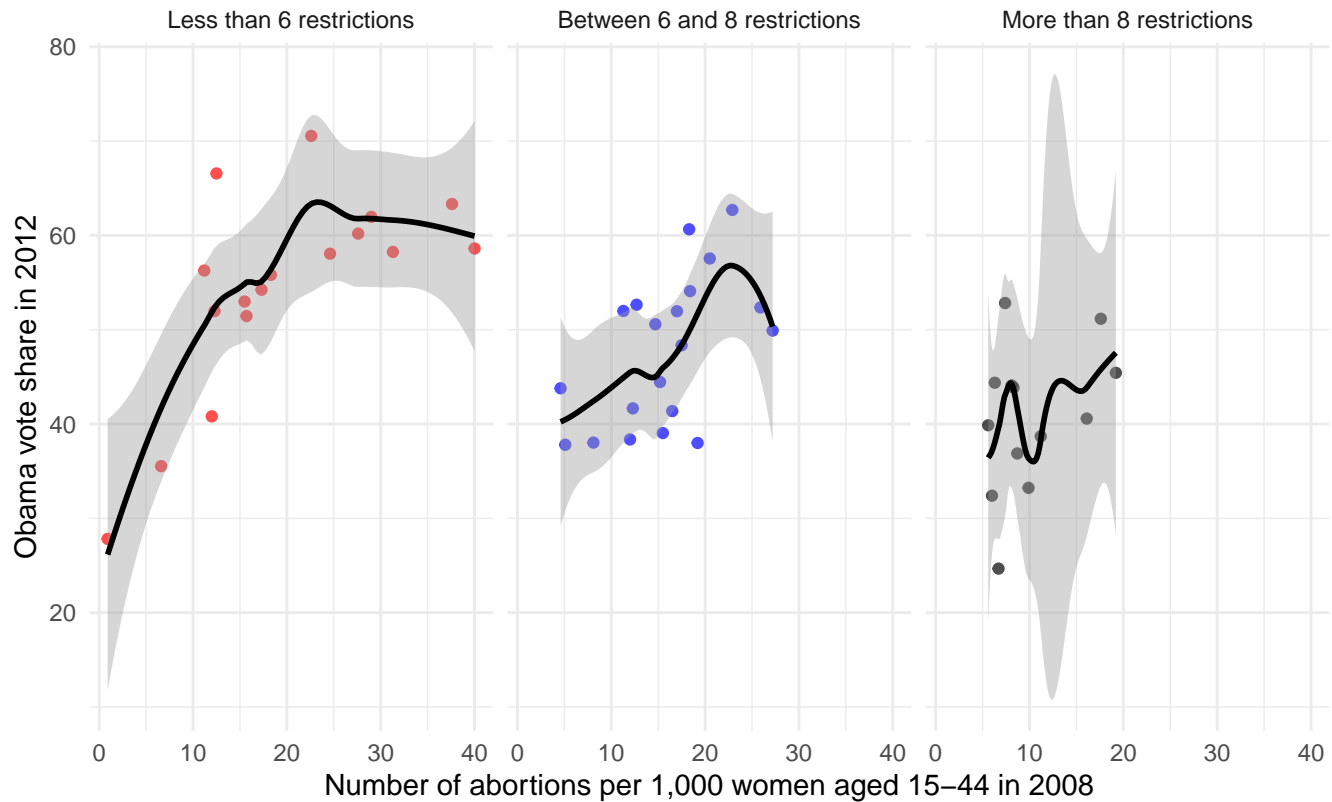 Less than 6 restrictions
Between 6 and 8 restrictions
More than 8 restrictions
80
60
40
20
Obama vote share in 2012
0 10 20 30 40
0 10 20 30 40
0 10 20 30 40
Number of abortions per 1,000 women aged 15−44 in 2008